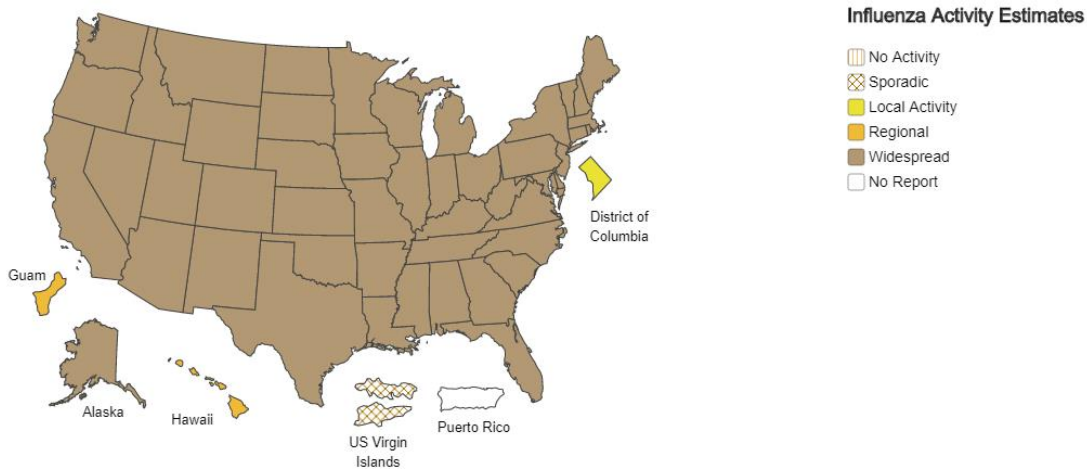 Influenza Activity Estimates
No Activity
Sporadic
Local Activity
Regional
Widespread
No Report
District of
Columbia
Guam
Alaska
Hawaii
US Virgin
Islands
Puerto Rico